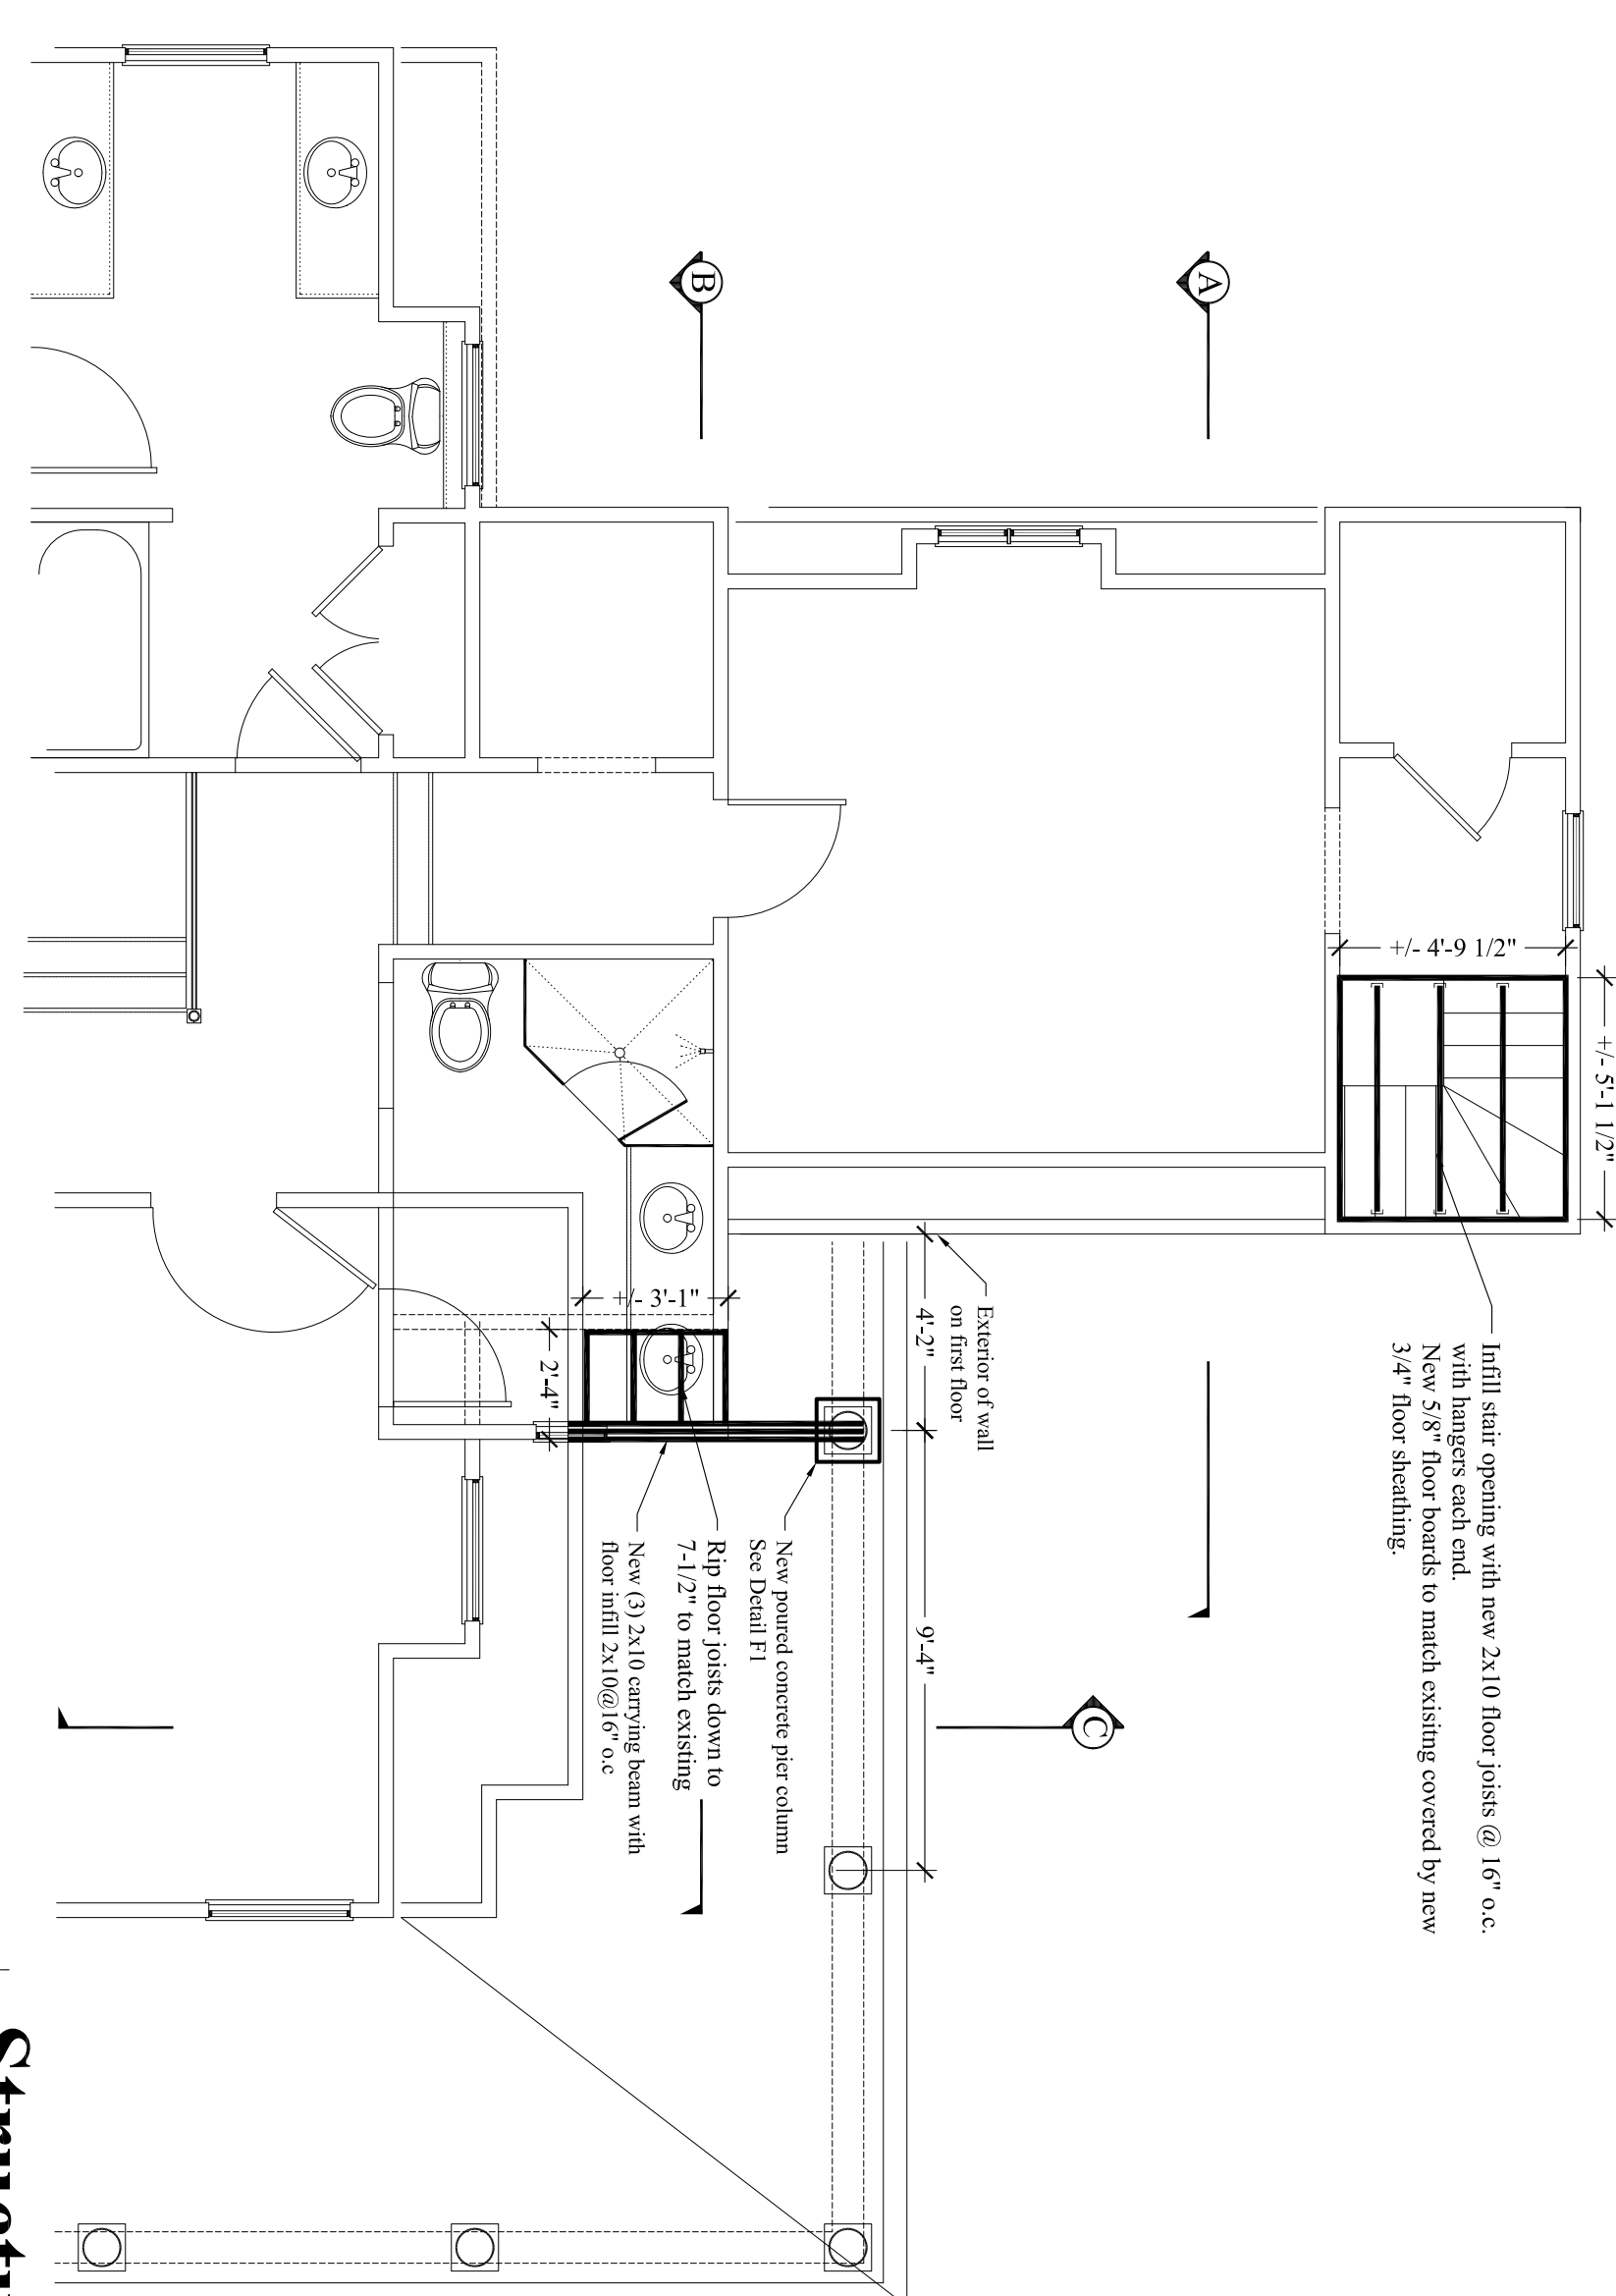 +/- 5'-1 1/2"
+/- 4'-9 1/2"
Infill stair opening with new 2x10 floor joists @ 16" o.c.
with hangers each end.
New 5/8" floor boards to match exisitng covered by new
3/4" floor sheathing.
A
C
Exterior of wall
on first floor
4'-2"
9'-4"
New poured concrete pier column
See Detail F1
Rip floor joists down to
7-1/2" to match existing
New (3) 2x10 carrying beam with
floor infill 2x10@16" o.c
B
+/- 3'-1"
2'-4"